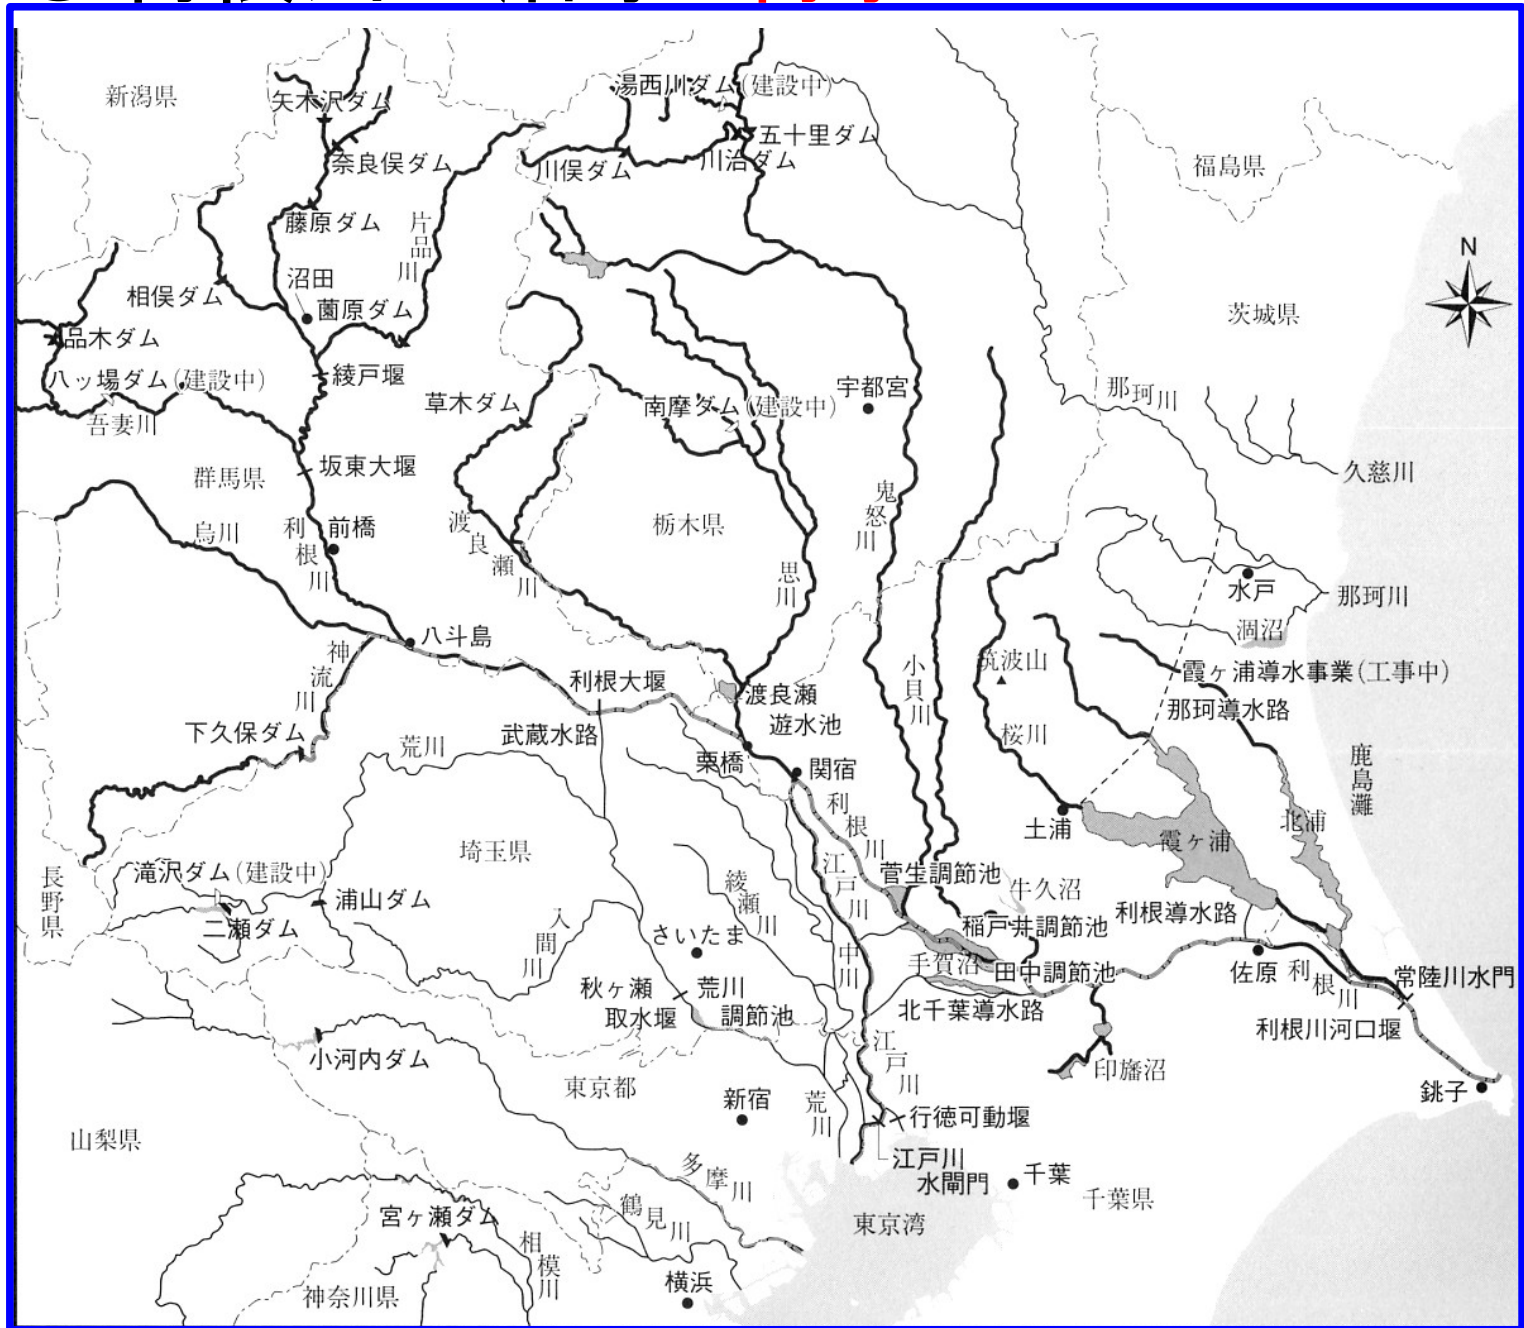 新潟県
矢木沢ダム
奈良俣ダム
藤原ダム
片品川
沼田
相俣ダム
薗原ダム
品木ダム
八ッ場ダム(建設中)
吾妻川
綾戸堰
群馬県
坂東大堰
烏川
利根川
前橋
湯西川ダム(建設中)
五十里ダム
川俣ダム
川治ダム
福島県
N
茨城県
草木ダム
南摩ダム(建設中)
宇都宮
那珂川
久慈川
渡良瀬川
栃木県
鬼怒川
思川
水戸
那珂川
涸沼
八斗島
神流川
利根大堰
渡良瀬
遊水池
小貝川
筑波山
霞ヶ浦導水事業(工事中)
那珂導水路
桜川
鹿島灘
下久保ダム
荒川
武蔵水路
栗橋
関宿
利根川
土浦
霞ヶ浦
北浦
埼玉県
江戸川
菅生調節池
牛久沼
長野県
滝沢ダム(建設中)
浦山ダム
二瀬ダム
入間川
綾瀬川
さいたま
中川
稲戸井調節池
利根導水路
手賀沼
田中調節池
佐原
利根川
常陸川水門
秋ヶ瀬
取水堰
荒川
調節池
北千葉導水路
利根川河口堰
小河内ダム
江戸川
印旛沼
銚子
東京都
新宿
荒川
行徳可動堰
山梨県
江戸川
水閘門
千葉
千葉県
多摩川
鶴見川
東京湾
宮ヶ瀬ダム
相模川
神奈川県
横浜